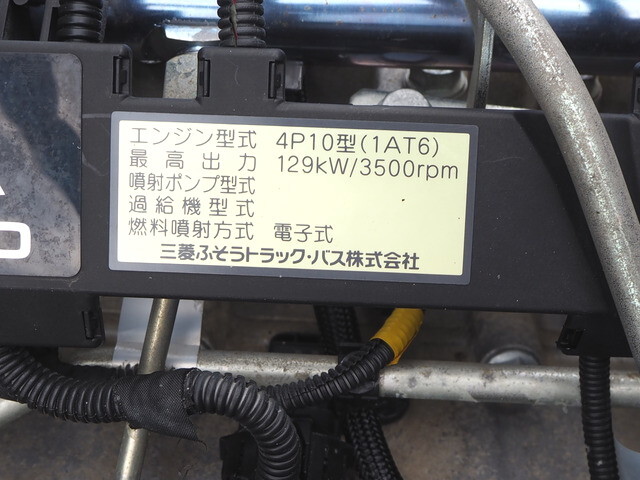 エンジン型式 4P10型(1AT6)
最高出力 129kW/3500rpm
噴射ポンプ型式
過給機型式
燃料噴射方式 電子式
三菱ふそうトラック・バス株式会社